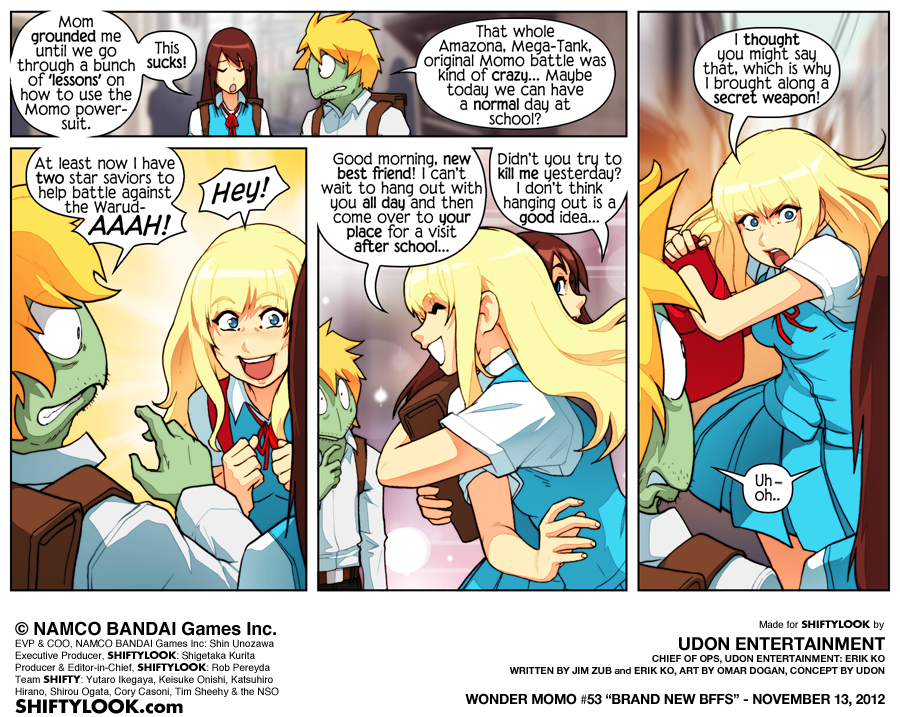 Mom
grounded me
until we go
through a bunch
of 'lessons' on
how to use the
Momo power-
suit.
This
sucks!
That whole
Amazona, Mega-Tank,
original Momo battle was
kind of crazy... Maybe
today we can have
a normal day at
school?
At least now I have
two star saviors to
help battle against
the Warud-
AAAH!
Hey!
Good morning, new
best friend! I can't
wait to hang out with
you all day and then
come over to your
place for a visit
after school...
Didn't you try to
kill me yesterday?
I don't think
hanging out is a
good idea...
I thought
you might say
that, which is why
I brought along a
secret weapon!
Uh-
oh..
© NAMCO BANDAI Games Inc.
EVP & COO, NAMCO BANDAI Games Inc: Shin Unozawa
Executive Producer, SHIFTYLOOK: Shigetaka Kurita
Producer & Editor-in-Chief, SHIFTYLOOK: Rob Pereyda
Team SHIFTY: Yutaro Ikegaya, Keisuke Onishi, Katsuhiro
Hirano, Shirou Ogata, Cory Casoni, Tim Sheehy & the NSO
SHIFTYLOOK.com
Made for SHIFTYLOOK by
UDON ENTERTAINMENT
CHIEF OF OPS, UDON ENTERTAINMENT: ERIK KO
WRITTEN BY JIM ZUB and ERIK KO, ART BY OMAR DOGAN, CONCEPT BY UDON
WONDER MOMO #53 "BRAND NEW BFFS" - NOVEMBER 13, 2012